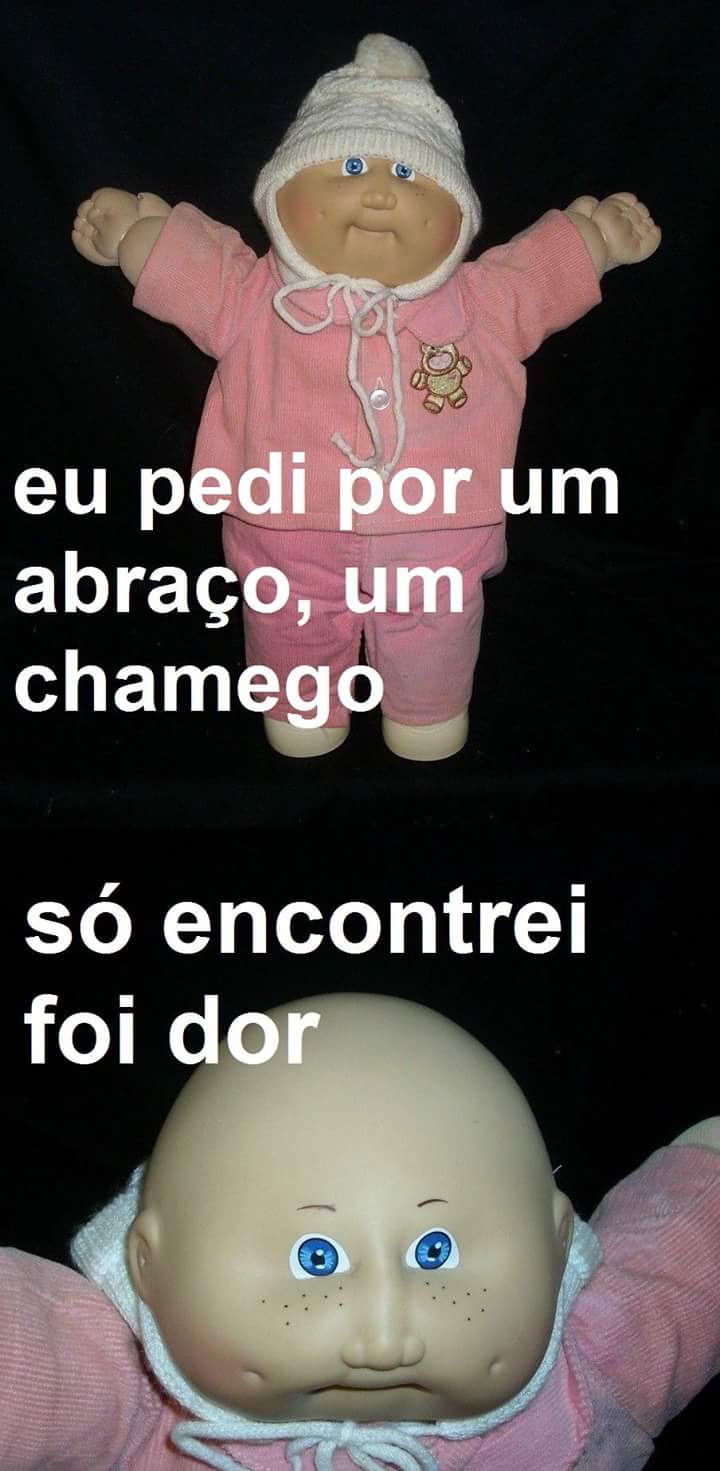 eu pedi por um
abraço, um
chamego
só encontrei
foi dor